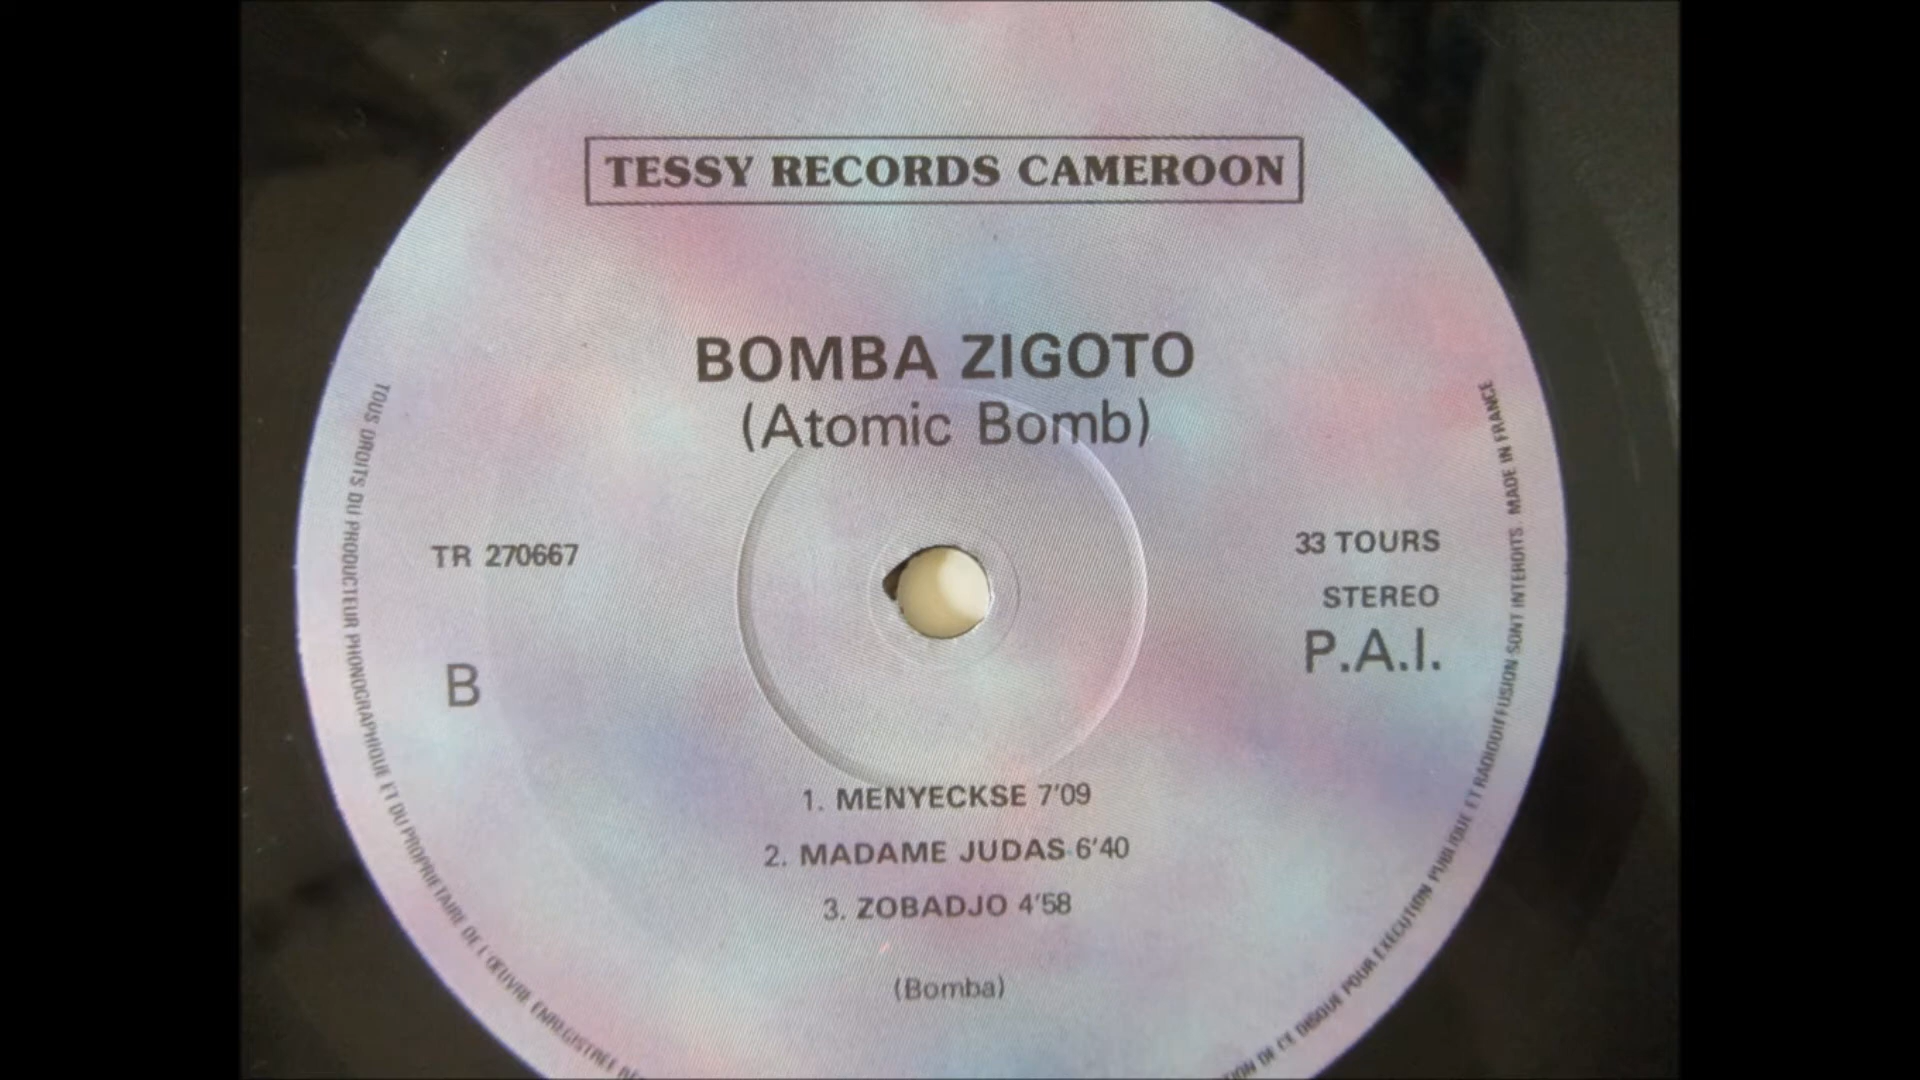 TESSY RECORDS CAMEROON
BOMBA ZIGOTO
(Atomic Bomb)
TR 270667
B
33 TOURS
STEREO
P.A.I.
1. MENYECKSE 7'09
2. MADAME JUDAS 6'40
3. ZOBADJO 4'58
(Bomba)
TOUS DROITS DU PRODUCTEUR PHONOGRAPHIQUE ET DU PROPRIETAIRE DE L'ŒUVRE ENREGISTREE
DE CE DISQUE POUR EXECUTION PUBLIQUE ET RADIODIFFUSION SONT INTERDITS. MADE IN FRANCE